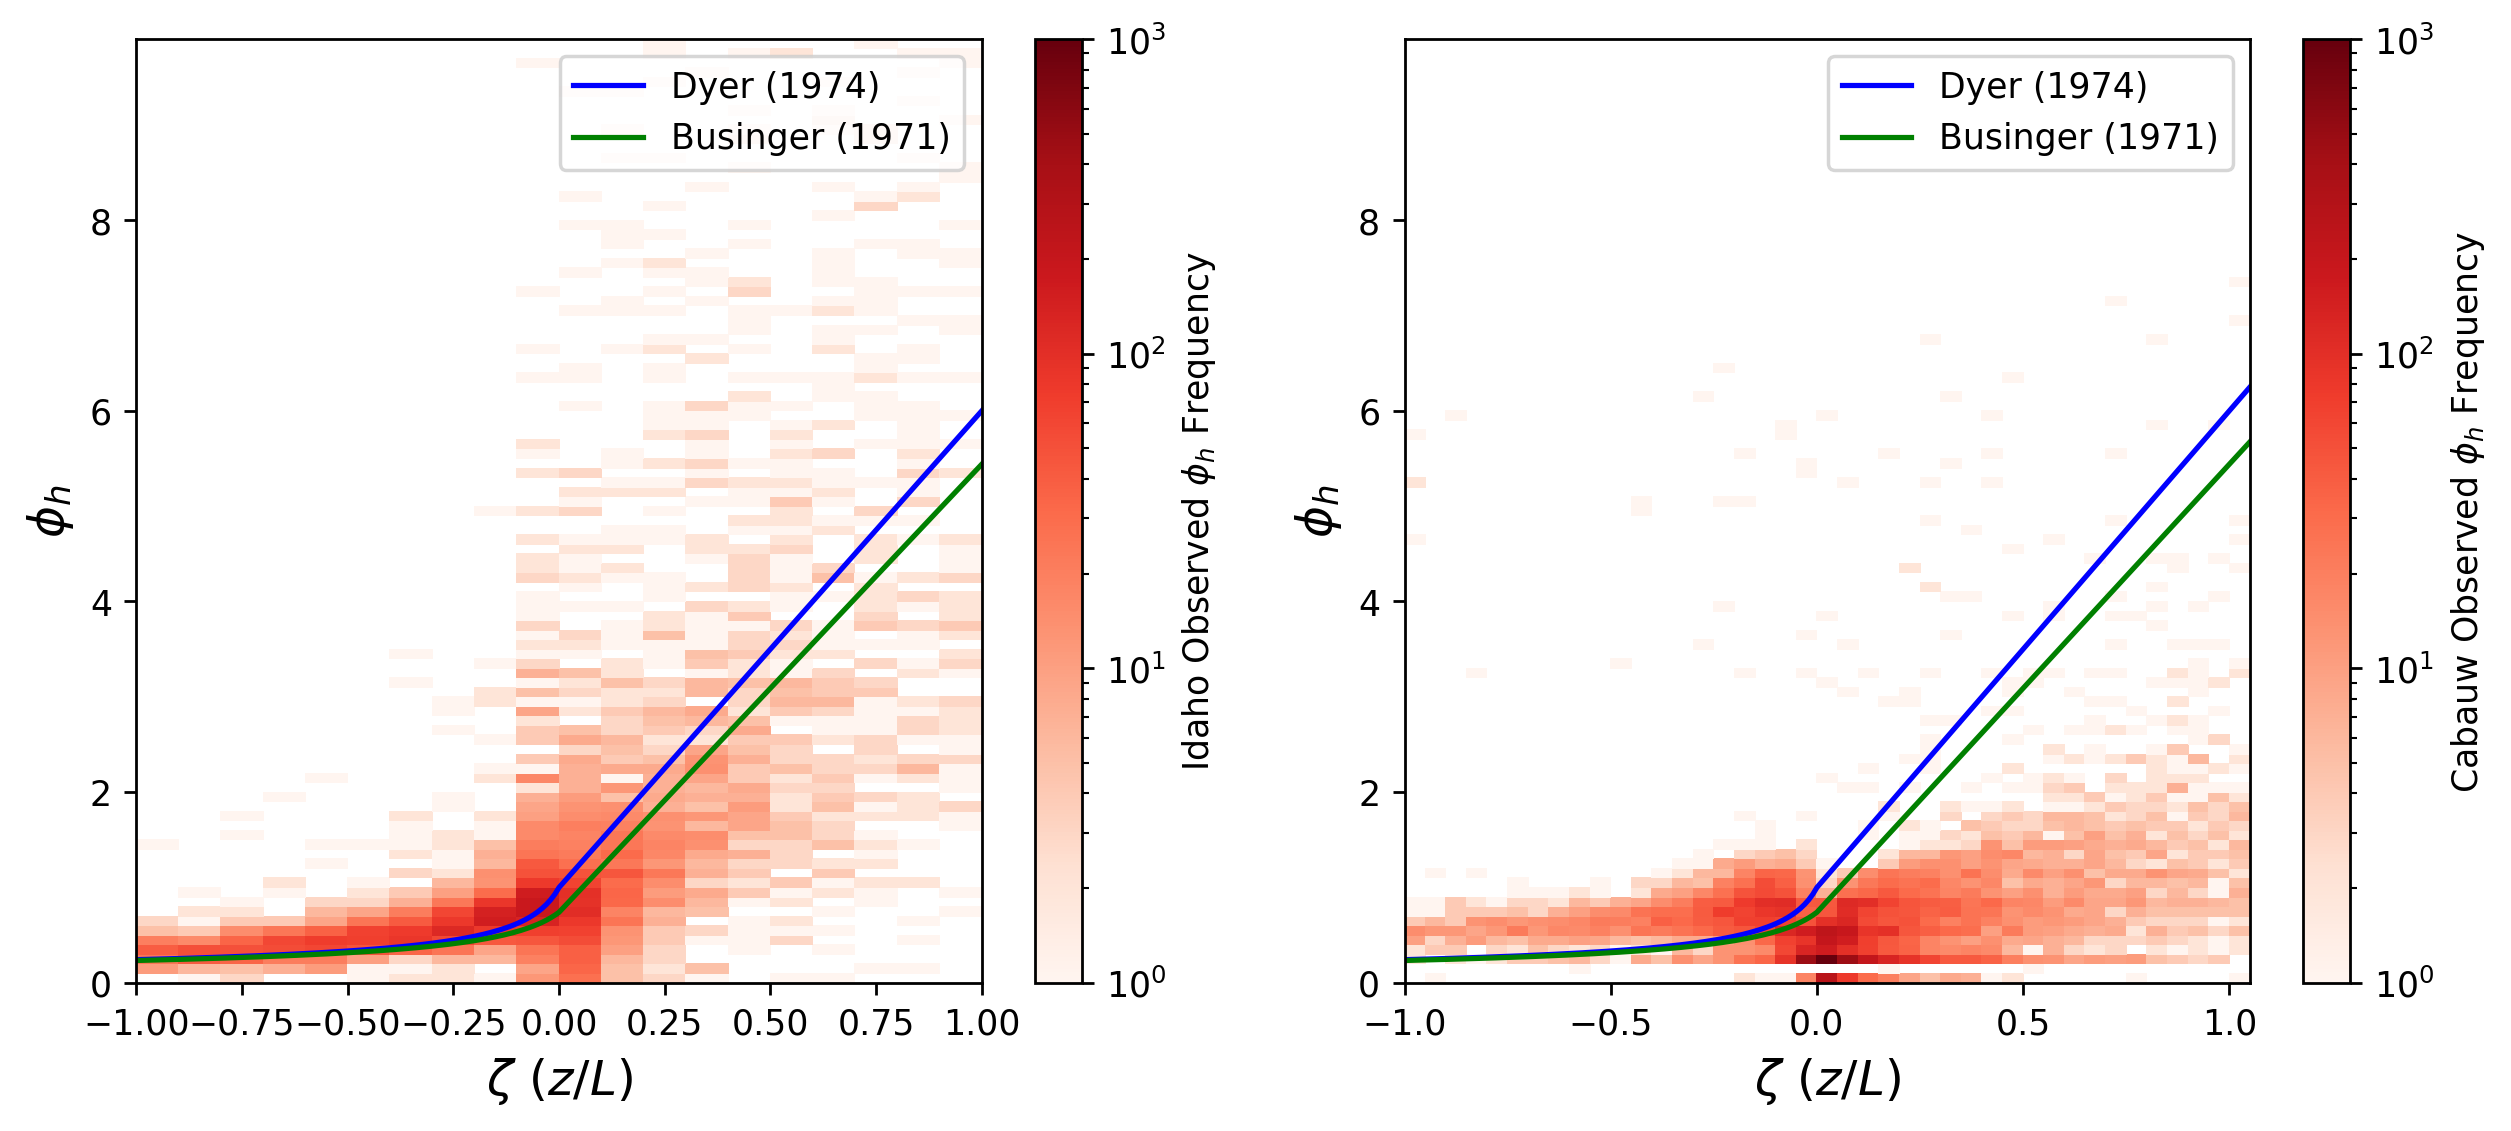 Dyer (1974)
Businger (1971)
8
6
4
2
0
ϕh
−1.00 −0.75 −0.50 −0.25 0.00 0.25 0.50 0.75 1.00
ζ (z/L)
10³
10²
10¹
10⁰
Idaho Observed ϕh Frequency
Dyer (1974)
Businger (1971)
8
6
4
2
0
ϕh
−1.0 −0.5 0.0 0.5 1.0
ζ (z/L)
10³
10²
10¹
10⁰
Cabauw Observed ϕh Frequency